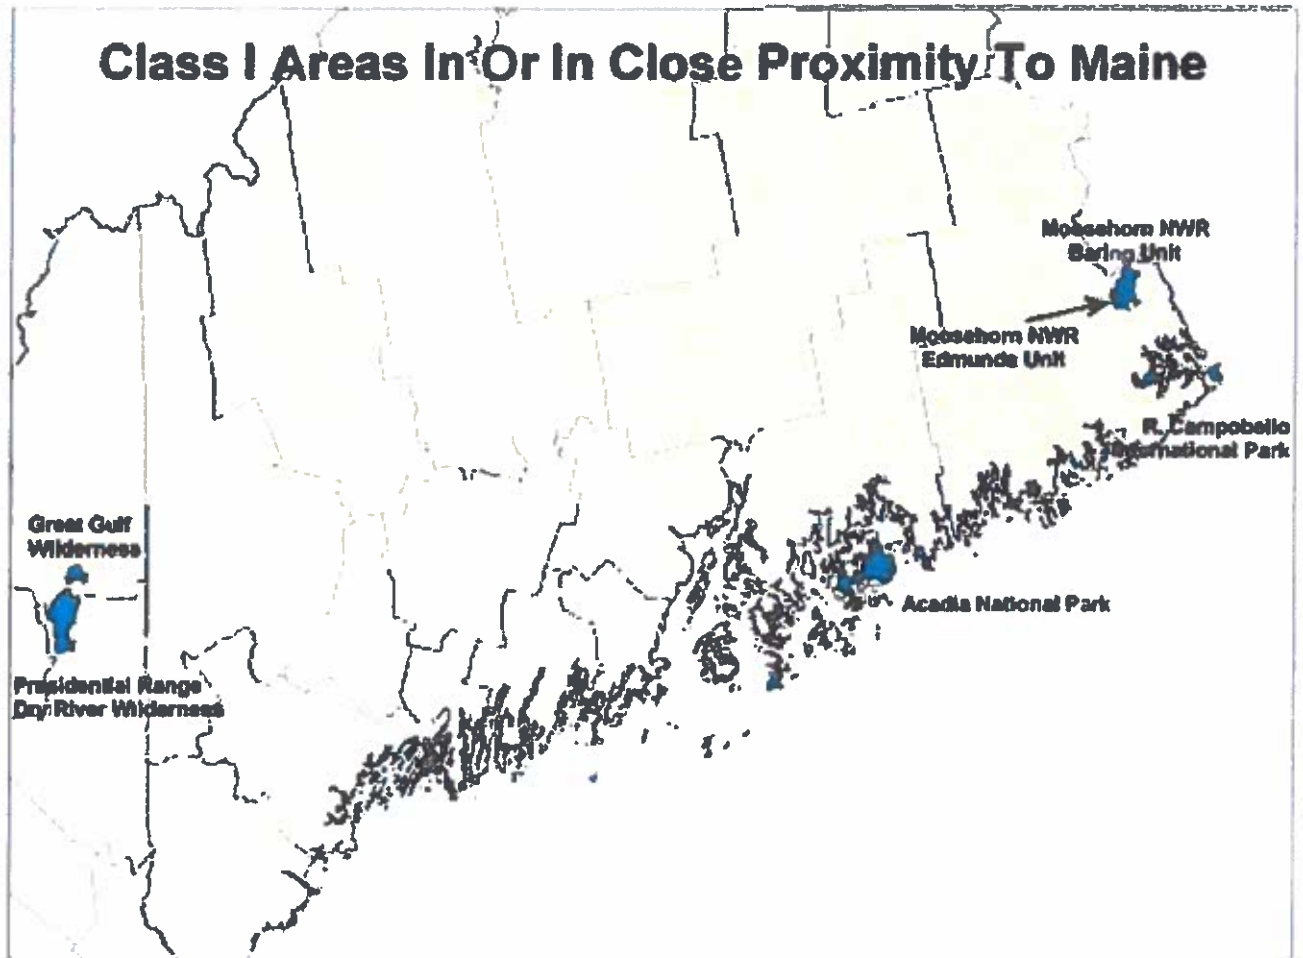 Class I Areas In Or In Close Proximity To Maine
Moosehorn NWR
Baring Unit
Moosehorn NWR
Edmunds Unit
R. Campobello
International Park
Great Gulf
Wilderness
Acadia National Park
Presidential Range
Dry River Wilderness